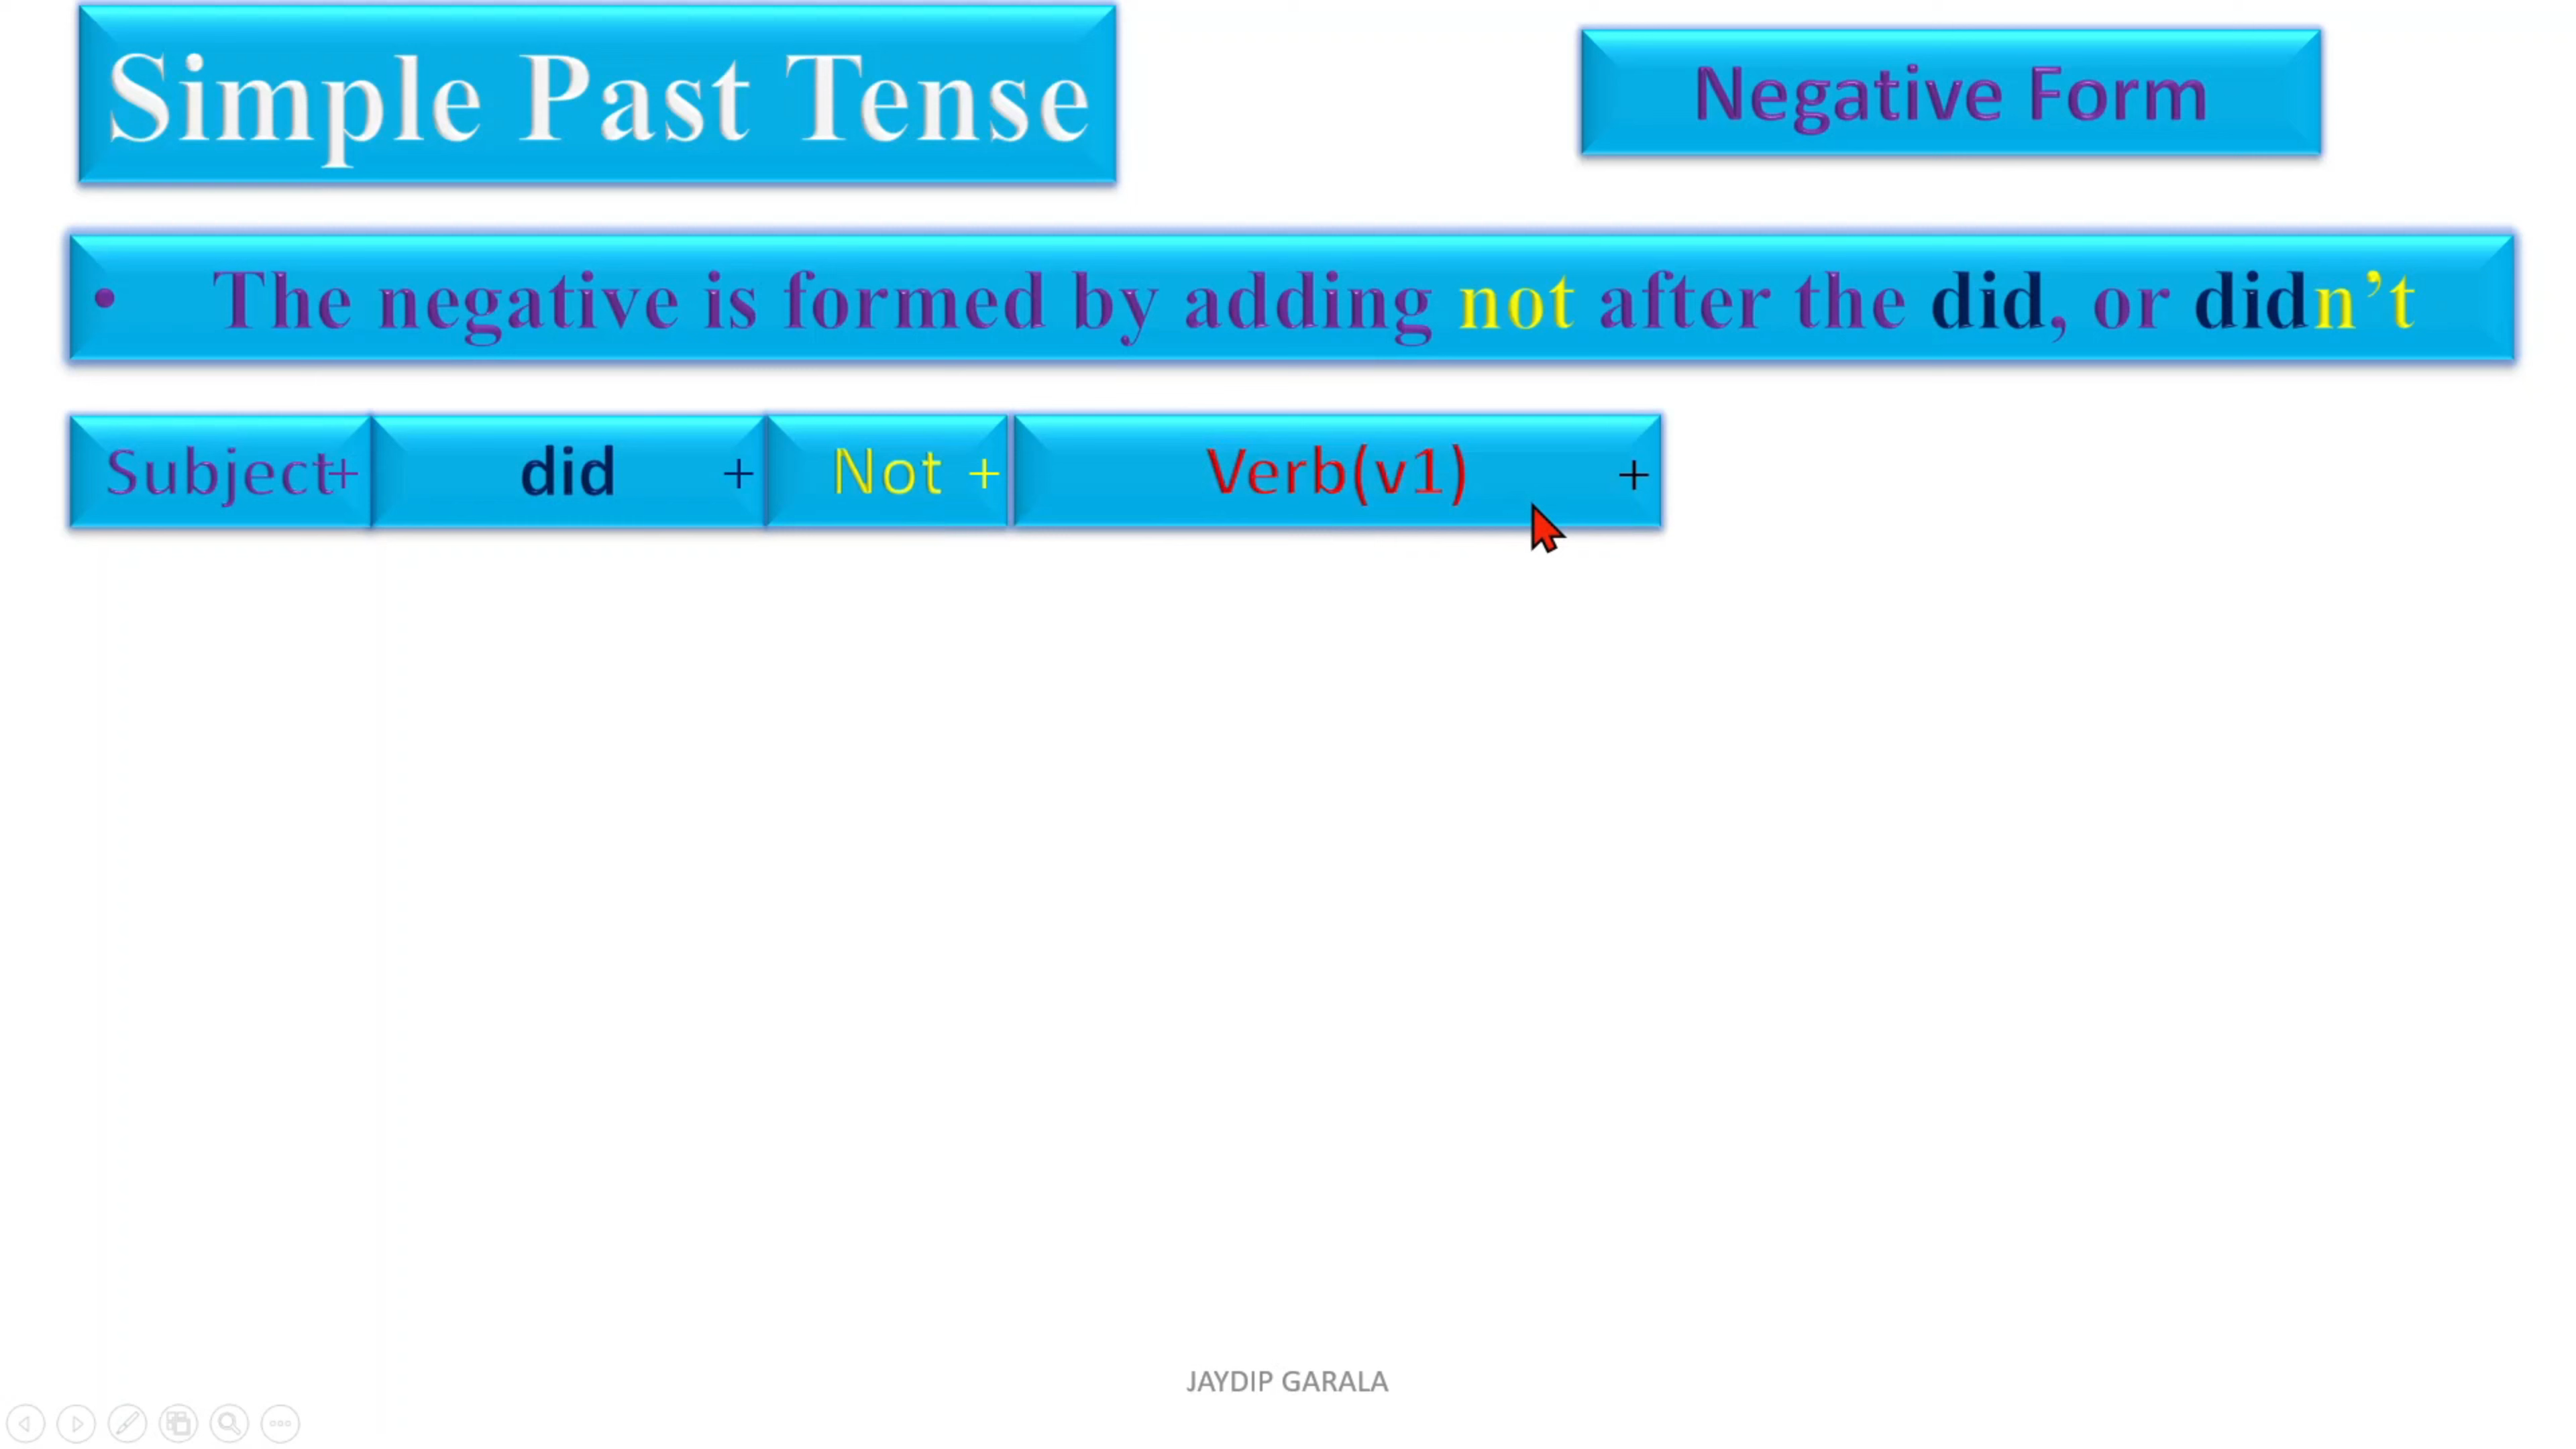 Simple Past Tense
Negative Form
• The negative is formed by adding not after the did, or didn’t
Subject+ did + Not + Verb(v1) +
JAYDIP GARALA